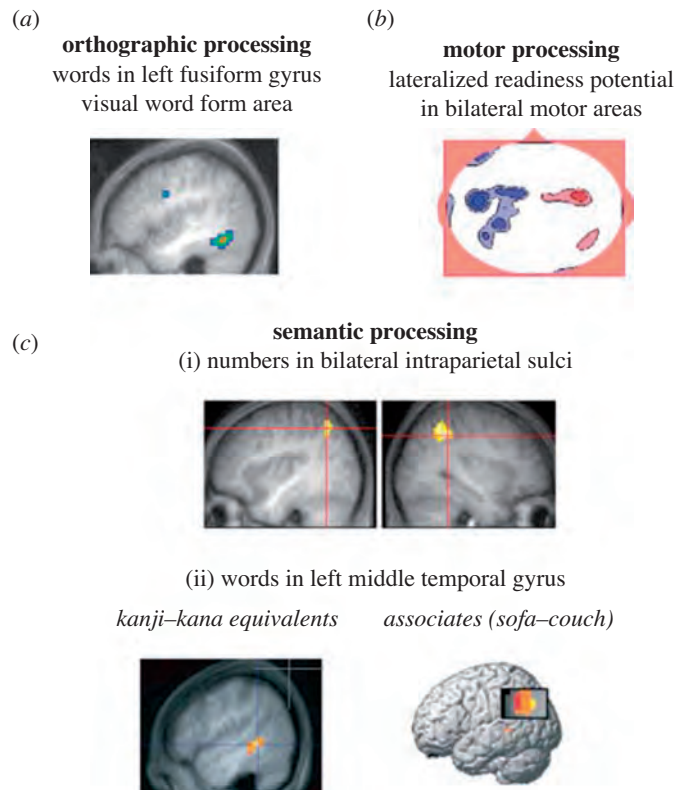 (a)
orthographic processing
words in left fusiform gyrus
visual word form area
(b)
motor processing
lateralized readiness potential
in bilateral motor areas
(c)
semantic processing
(i) numbers in bilateral intraparietal sulci
(ii) words in left middle temporal gyrus
kanji–kana equivalents
associates (sofa–couch)